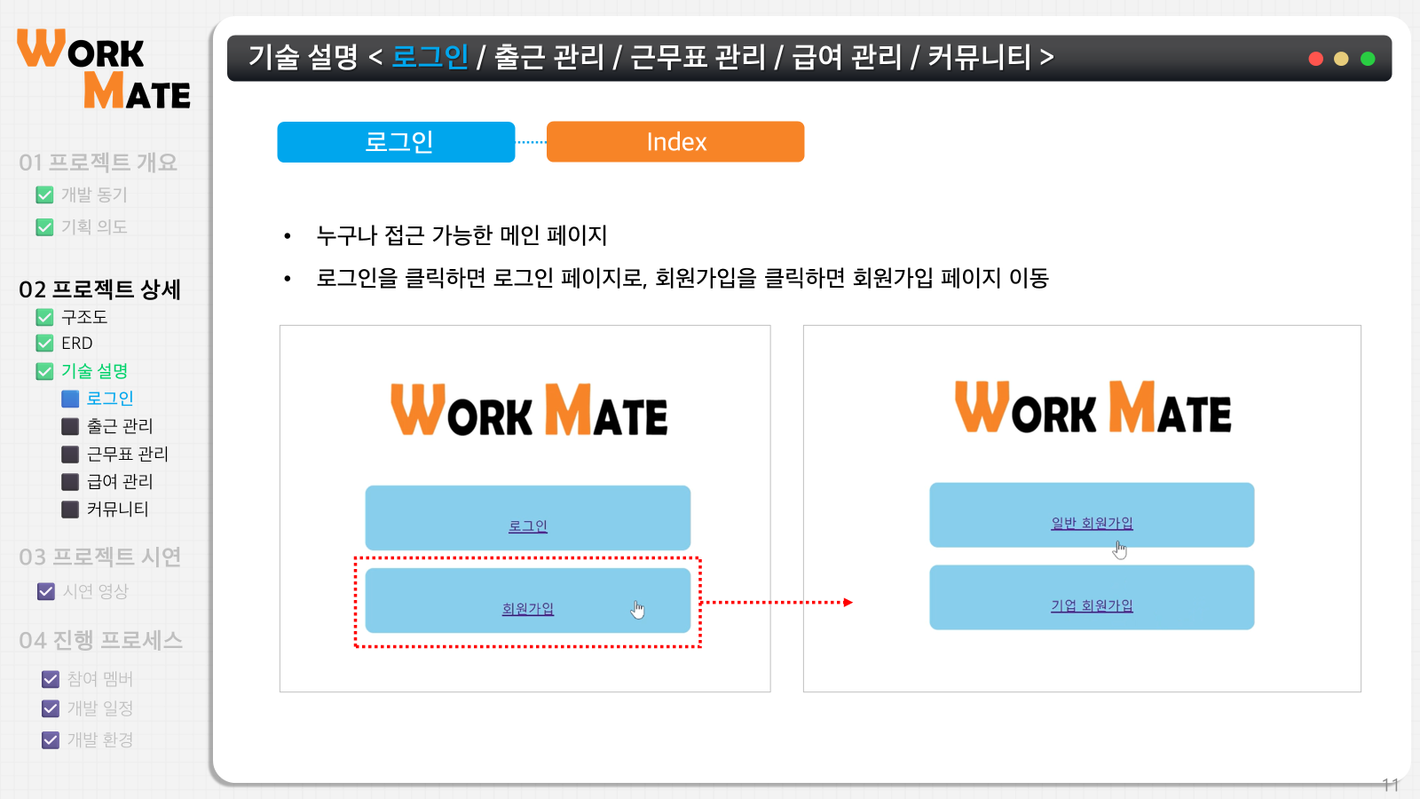 WORK
MATE
01 프로젝트 개요
개발 동기
기획 의도
02 프로젝트 상세
구조도
ERD
기술 설명
로그인
출근 관리
근무표 관리
급여 관리
커뮤니티
03 프로젝트 시연
시연 영상
04 진행 프로세스
참여 멤버
개발 일정
개발 환경
기술 설명 < 로그인 / 출근 관리 / 근무표 관리 / 급여 관리 / 커뮤니티 >
로그인
Index
• 누구나 접근 가능한 메인 페이지
• 로그인을 클릭하면 로그인 페이지로, 회원가입을 클릭하면 회원가입 페이지 이동
WORK MATE
로그인
회원가입
WORK MATE
일반 회원가입
기업 회원가입
11